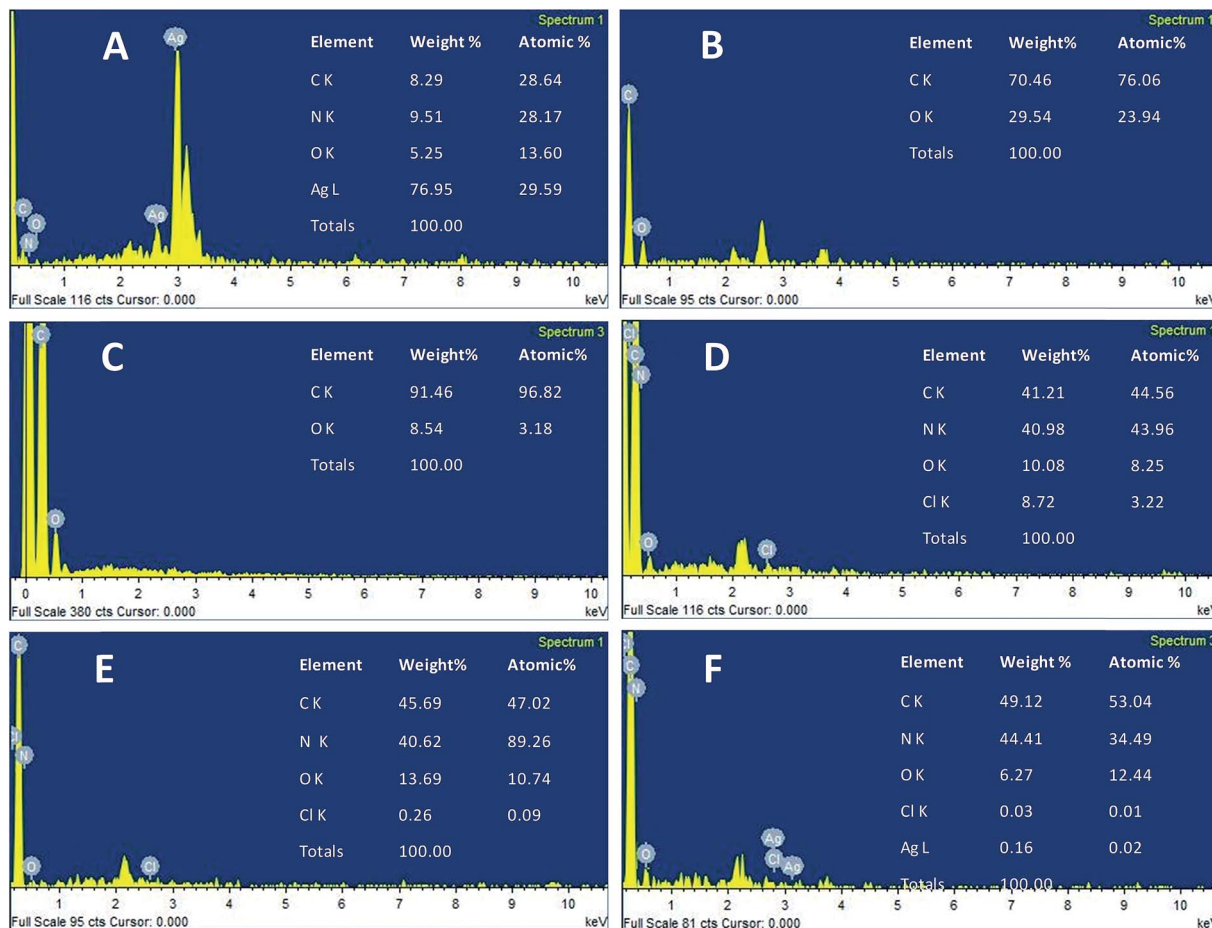 Spectrum 1
A
Ag
Element Weight % Atomic %
C K 8.29 28.64
N K 9.51 28.17
O K 5.25 13.60
Ag L 76.95 29.59
Totals 100.00
C
O
N
Ag
1 2 3 4 5 6 7 8 9 10
Full Scale 116 cts Cursor: 0.000 keV
Spectrum 1
B
C
Element Weight% Atomic%
C K 70.46 76.06
O K 29.54 23.94
Totals 100.00
O
1 2 3 4 5 6 7 8 9 10
Full Scale 95 cts Cursor: 0.000 keV
Spectrum 3
C
C
Element Weight% Atomic%
C K 91.46 96.82
O K 8.54 3.18
Totals 100.00
O
0 1 2 3 4 5 6 7 8 9 10
Full Scale 380 cts Cursor: 0.000 keV
Spectrum
D
Cl
C
N
Element Weight% Atomic%
C K 41.21 44.56
N K 40.98 43.96
O K 10.08 8.25
Cl K 8.72 3.22
Totals 100.00
O
Cl
1 2 3 4 5 6 7 8 9 10
Full Scale 116 cts Cursor: 0.000 keV
Spectrum 1
E
C
Cl
N
Element Weight% Atomic%
C K 45.69 47.02
N K 40.62 89.26
O K 13.69 10.74
Cl K 0.26 0.09
Totals 100.00
O
Cl
1 2 3 4 5 6 7 8 9 10
Full Scale 95 cts Cursor: 0.000 keV
Spectrum 3
F
Cl
C
N
Element Weight % Atomic %
C K 49.12 53.04
N K 44.41 34.49
O K 6.27 12.44
Cl K 0.03 0.01
Ag L 0.16 0.02
Totals 100.00
O
Ag
Cl
Ag
1 2 3 4 5 6 7 8 9 10
Full Scale 81 cts Cursor: 0.000 keV